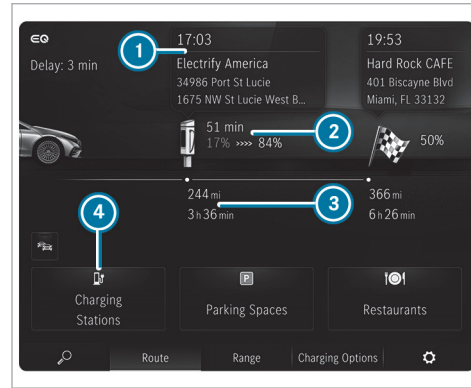 EQ
Delay: 3 min
17:03
Electrify America
34986 Port St Lucie
1675 NW St Lucie West B...
19:53
Hard Rock CAFE
401 Biscayne Blvd
Miami, FL 33132
1
51 min
17% »»» 84%
2
50%
244 mi
3 h 36 min
3
366 mi
6 h 26 min
4
Charging
Stations
P
Parking Spaces
Restaurants
Route
Range
Charging Options